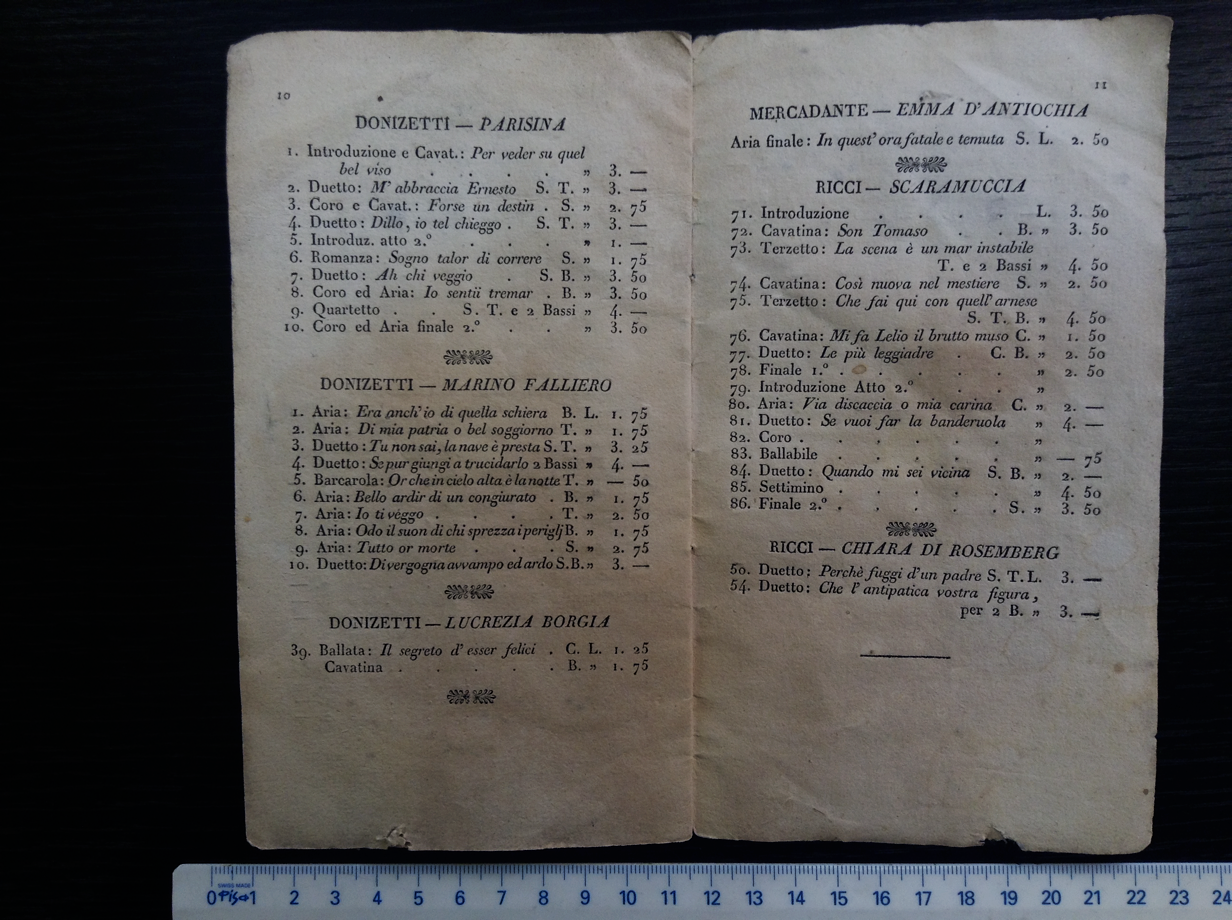 10
DONIZETTI — PARISINA
1. Introduzione e Cavat.: Per veder su quel
bel viso . . . . „ 3. —
2. Duetto: M' abbraccia Ernesto S. T. „ 3. —
3. Coro e Cavat.: Forse un destin . S. „ 2. 75
4. Duetto: Dillo, io tel chieggo . S. T. „ 3. —
5. Introduz. atto 2.° . . . „ 1. —
6. Romanza: Sogno talor di correre S. „ 1. 75
7. Duetto: Ah chi veggio . S. B. „ 3. 50
8. Coro ed Aria: Io sentii tremar . B. „ 3. 50
9. Quartetto . . S. T. e 2 Bassi „ 4. —
10. Coro ed Aria finale 2.° . . „ 3. 50
DONIZETTI — MARINO FALLIERO
1. Aria: Era anch' io di quella schiera B. L. 1. 75
2. Aria: Di mia patria o bel soggiorno T. „ 1. 75
3. Duetto: Tu non sai, la nave è presta S. T. „ 3. 25
4. Duetto: Se pur giungi a trucidarlo 2 Bassi „ 4. —
5. Barcarola: Or che in cielo alta è la notte T. „ — 50
6. Aria: Bello ardir di un congiurato . B. „ 1. 75
7. Aria: Io ti veggo . . . . T. „ 2. 50
8. Aria: Odo il suon di chi sprezza i periglj B. „ 1. 75
9. Aria: Tutto or morte . . . S. „ 2. 75
10. Duetto: Di vergogna avvampo ed ardo S. B. „ 3. —
DONIZETTI — LUCREZIA BORGIA
39. Ballata: Il segreto d' esser felici . C. L. 1. 25
Cavatina . . . . . B. „ 1. 75
11
MERCADANTE — EMMA D'ANTIOCHIA
Aria finale: In quest' ora fatale e temuta S. L. 2. 50
RICCI — SCARAMUCCIA
71. Introduzione . . . . L. 3. 50
72. Cavatina: Son Tomaso . . B. „ 3. 50
73. Terzetto: La scena è un mar instabile
T. e 2 Bassi „ 4. 50
74. Cavatina: Così nuova nel mestiere S. „ 2. 50
75. Terzetto: Che fai qui con quell' arnese
S. T. B. „ 4. 50
76. Cavatina: Mi fa Lelio il brutto muso C. „ 1. 50
77. Duetto: Le più leggiadre . C. B. „ 2. 50
78. Finale 1.° . . . . . „ 2. 50
79. Introduzione Atto 2.° . . „
80. Aria: Via discaccia o mia carina C. „ 2. —
81. Duetto: Se vuoi far la banderuola „ 4. —
82. Coro . . . . . . „
83. Ballabile . . . . . „ — 75
84. Duetto: Quando mi sei vicina S. B. „ 2. —
85. Settimino . . . . . „ 4. 50
86. Finale 2.° . . . . S. „ 3. 50
RICCI — CHIARA DI ROSEMBERG
50. Duetto: Perchè fuggi d'un padre S. T. L. 3. —
54. Duetto: Che l' antipatica vostra figura,
per 2 B. „ 3. —
SWISS MADE
0 1 2 3 4 5 6 7 8 9 10 11 12 13 14 15 16 17 18 19 20 21 22 23 24